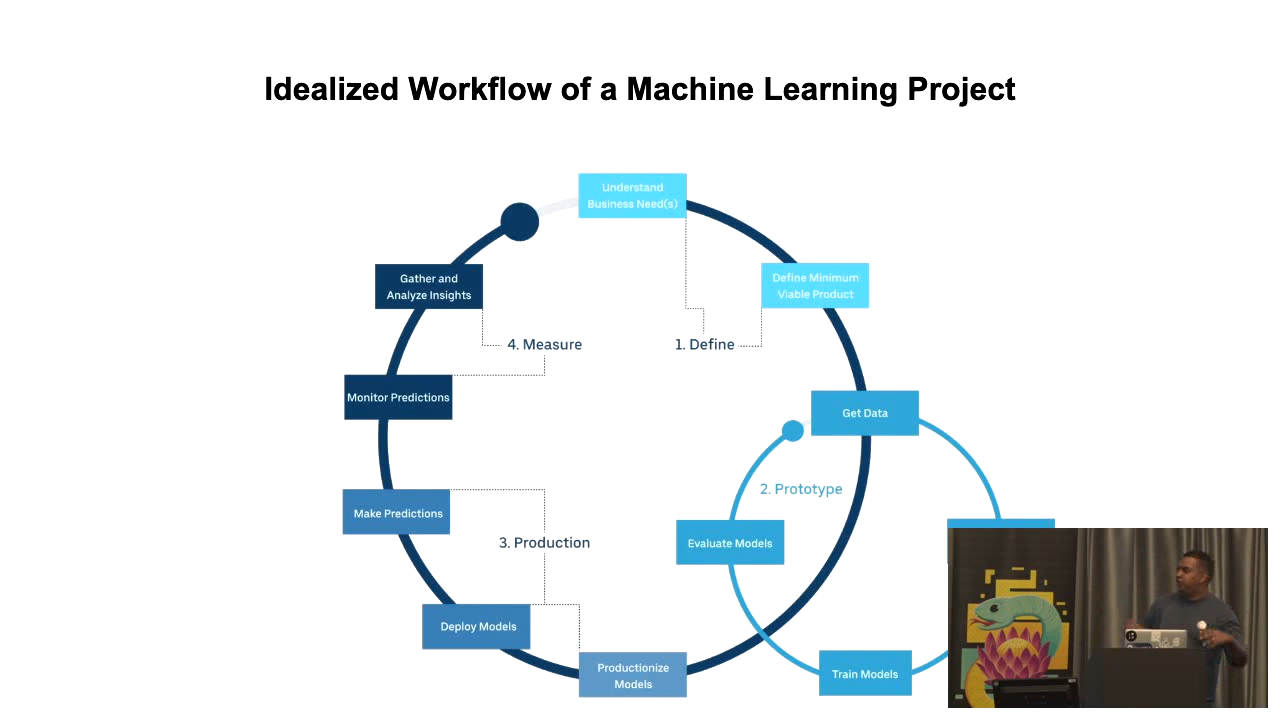 Idealized Workflow of a Machine Learning Project
Understand
Business Need(s)
Define Minimum
Viable Product
Gather and
Analyze Insights
4. Measure
1. Define
Monitor Predictions
Get Data
2. Prototype
Make Predictions
3. Production
Evaluate Models
Deploy Models
Productionize
Models
Train Models